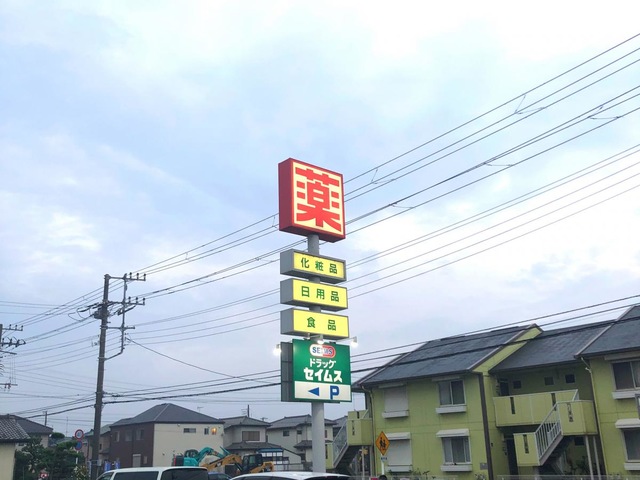 薬
化粧品
日用品
食品
SEIMS
ドラッグ
セイムス
◀ P